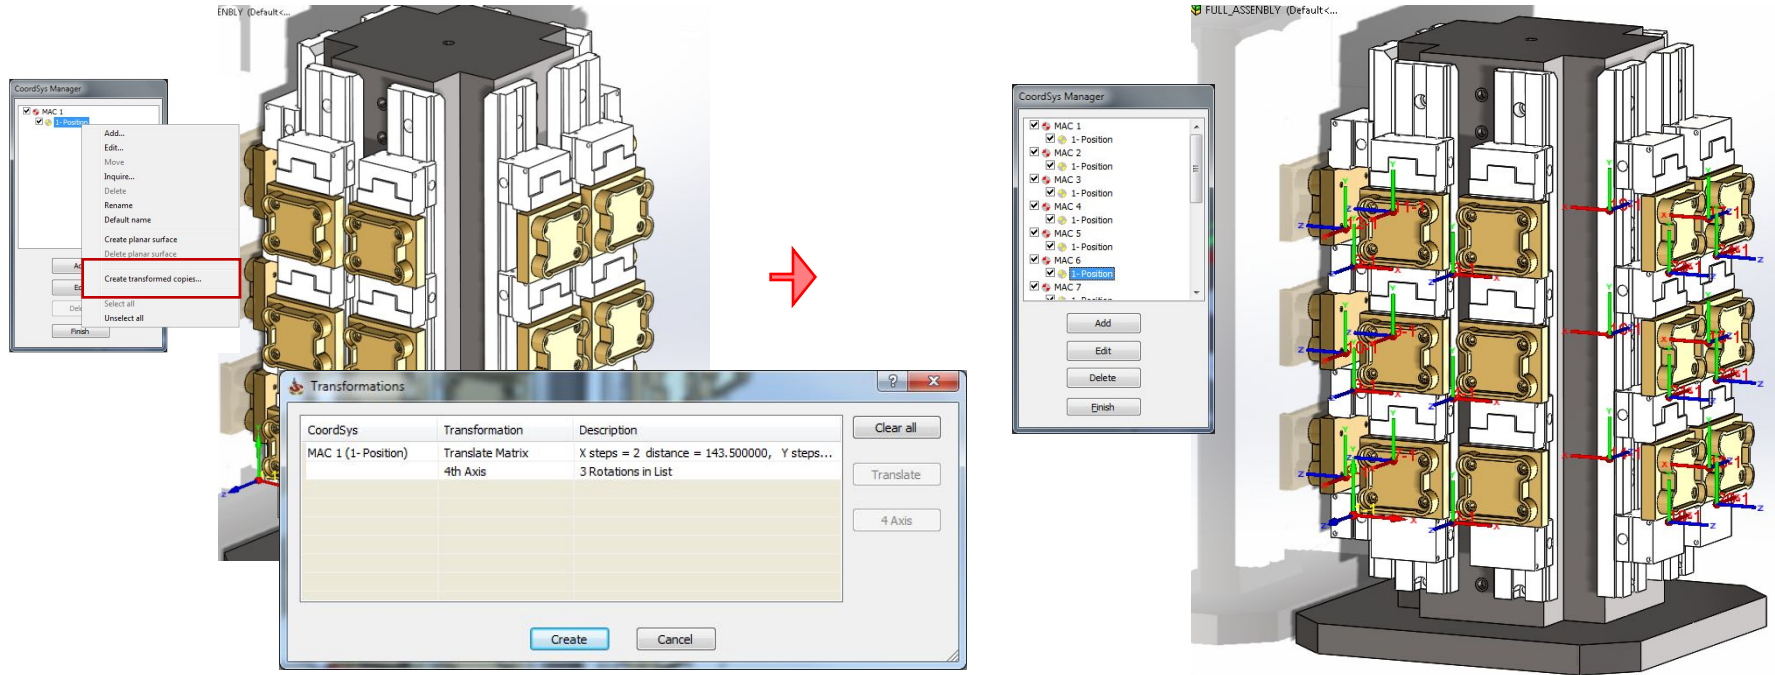 ENBLY (Default<...
CoordSys Manager
MAC 1
1- Position
Add...
Edit...
Move
Inquire...
Delete
Rename
Default name
Create planar surface
Delete planar surface
Create transformed copies...
Select all
Unselect all
Finish
Transformations
CoordSys Transformation Description
MAC 1 (1- Position) Translate Matrix X steps = 2 distance = 143.500000, Y steps...
4th Axis 3 Rotations in List
Clear all
Translate
4 Axis
Create Cancel
CoordSys Manager
MAC 1
1- Position
MAC 2
1- Position
MAC 3
1- Position
MAC 4
1- Position
MAC 5
1- Position
MAC 6
1- Position
MAC 7
1- Position
Add
Edit
Delete
Finish
FULL_ASSENBLY (Default<...